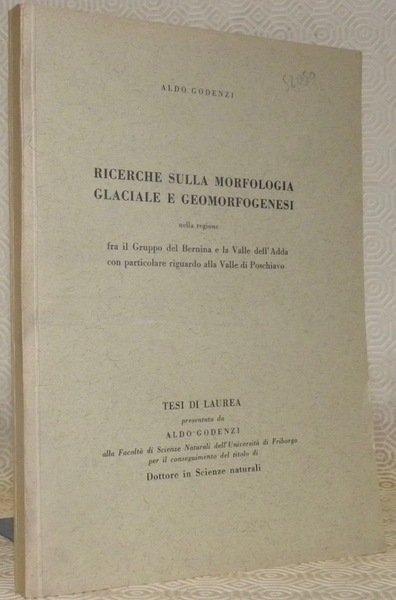 ALDO GODENZI
RICERCHE SULLA MORFOLOGIA
GLACIALE E GEOMORFOGENESI
nella regione
fra il Gruppo del Bernina e la Valle dell'Adda
con particolare riguardo alla Valle di Poschiavo
TESI DI LAUREA
presentata da
ALDO GODENZI
alla Facoltà di Scienze Naturali dell'Università di Friborgo
per il conseguimento del titolo di
Dottore in Scienze naturali